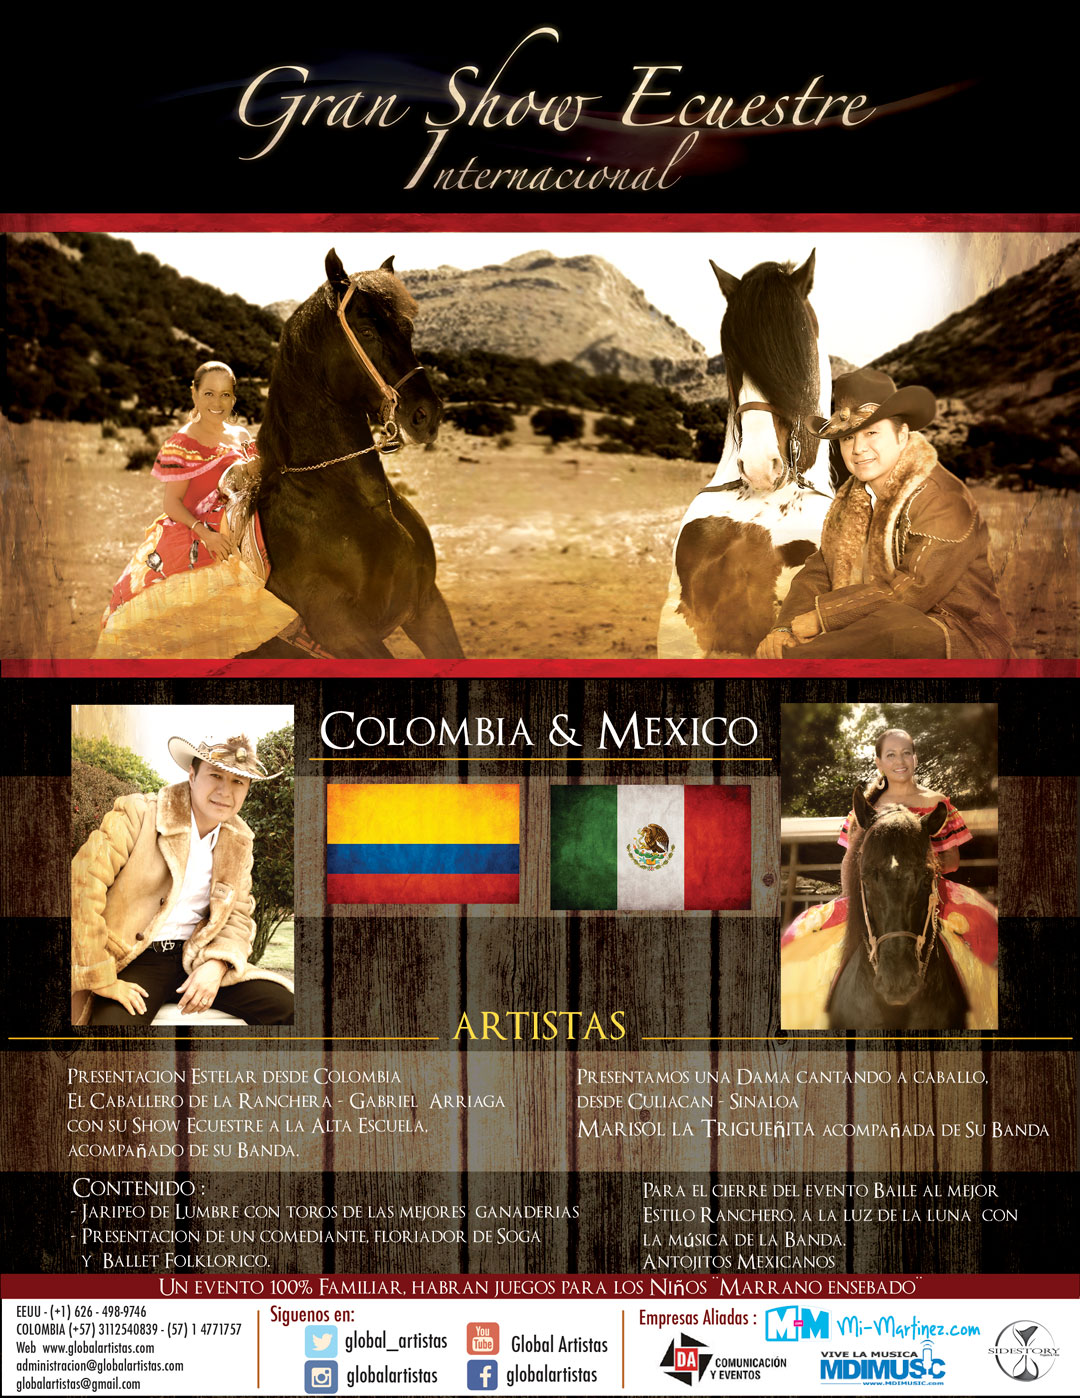 Gran Show Ecuestre
Internacional
Colombia & Mexico
ARTISTAS
Presentacion Estelar desde Colombia
El Caballero de la Ranchera - Gabriel Arriaga
con su Show Ecuestre a la Alta Escuela,
acompañado de su Banda.
Presentamos una Dama cantando a caballo,
desde Culiacan - Sinaloa
Marisol la Trigueñita acompañada de Su Banda
Contenido :
- Jaripeo de Lumbre con toros de las mejores ganaderias
- Presentacion de un comediante, floriador de Soga
y Ballet Folklorico.
Para el cierre del evento Baile al mejor
Estilo Ranchero, a la luz de la luna con
la música de la Banda.
Antojitos Mexicanos
Un evento 100% Familiar, habran juegos para los Niños ¨Marrano ensebado¨
EEUU - (+1) 626 - 498-9746
COLOMBIA (+57) 3112540839 - (57) 1 4771757
Web www.globalartistas.com
administracion@globalartistas.com
globalartistas@gmail.com
Siguenos en:
global_artistas
You Tube Global Artistas
globalartistas
globalartistas
Empresas Aliadas :
M M Mi-Martinez.com
DA COMUNICACIÓN
Y EVENTOS
VIVE LA MUSICA
MDIMUSIC
www.MDIMUSIC.com
SIDESTORY